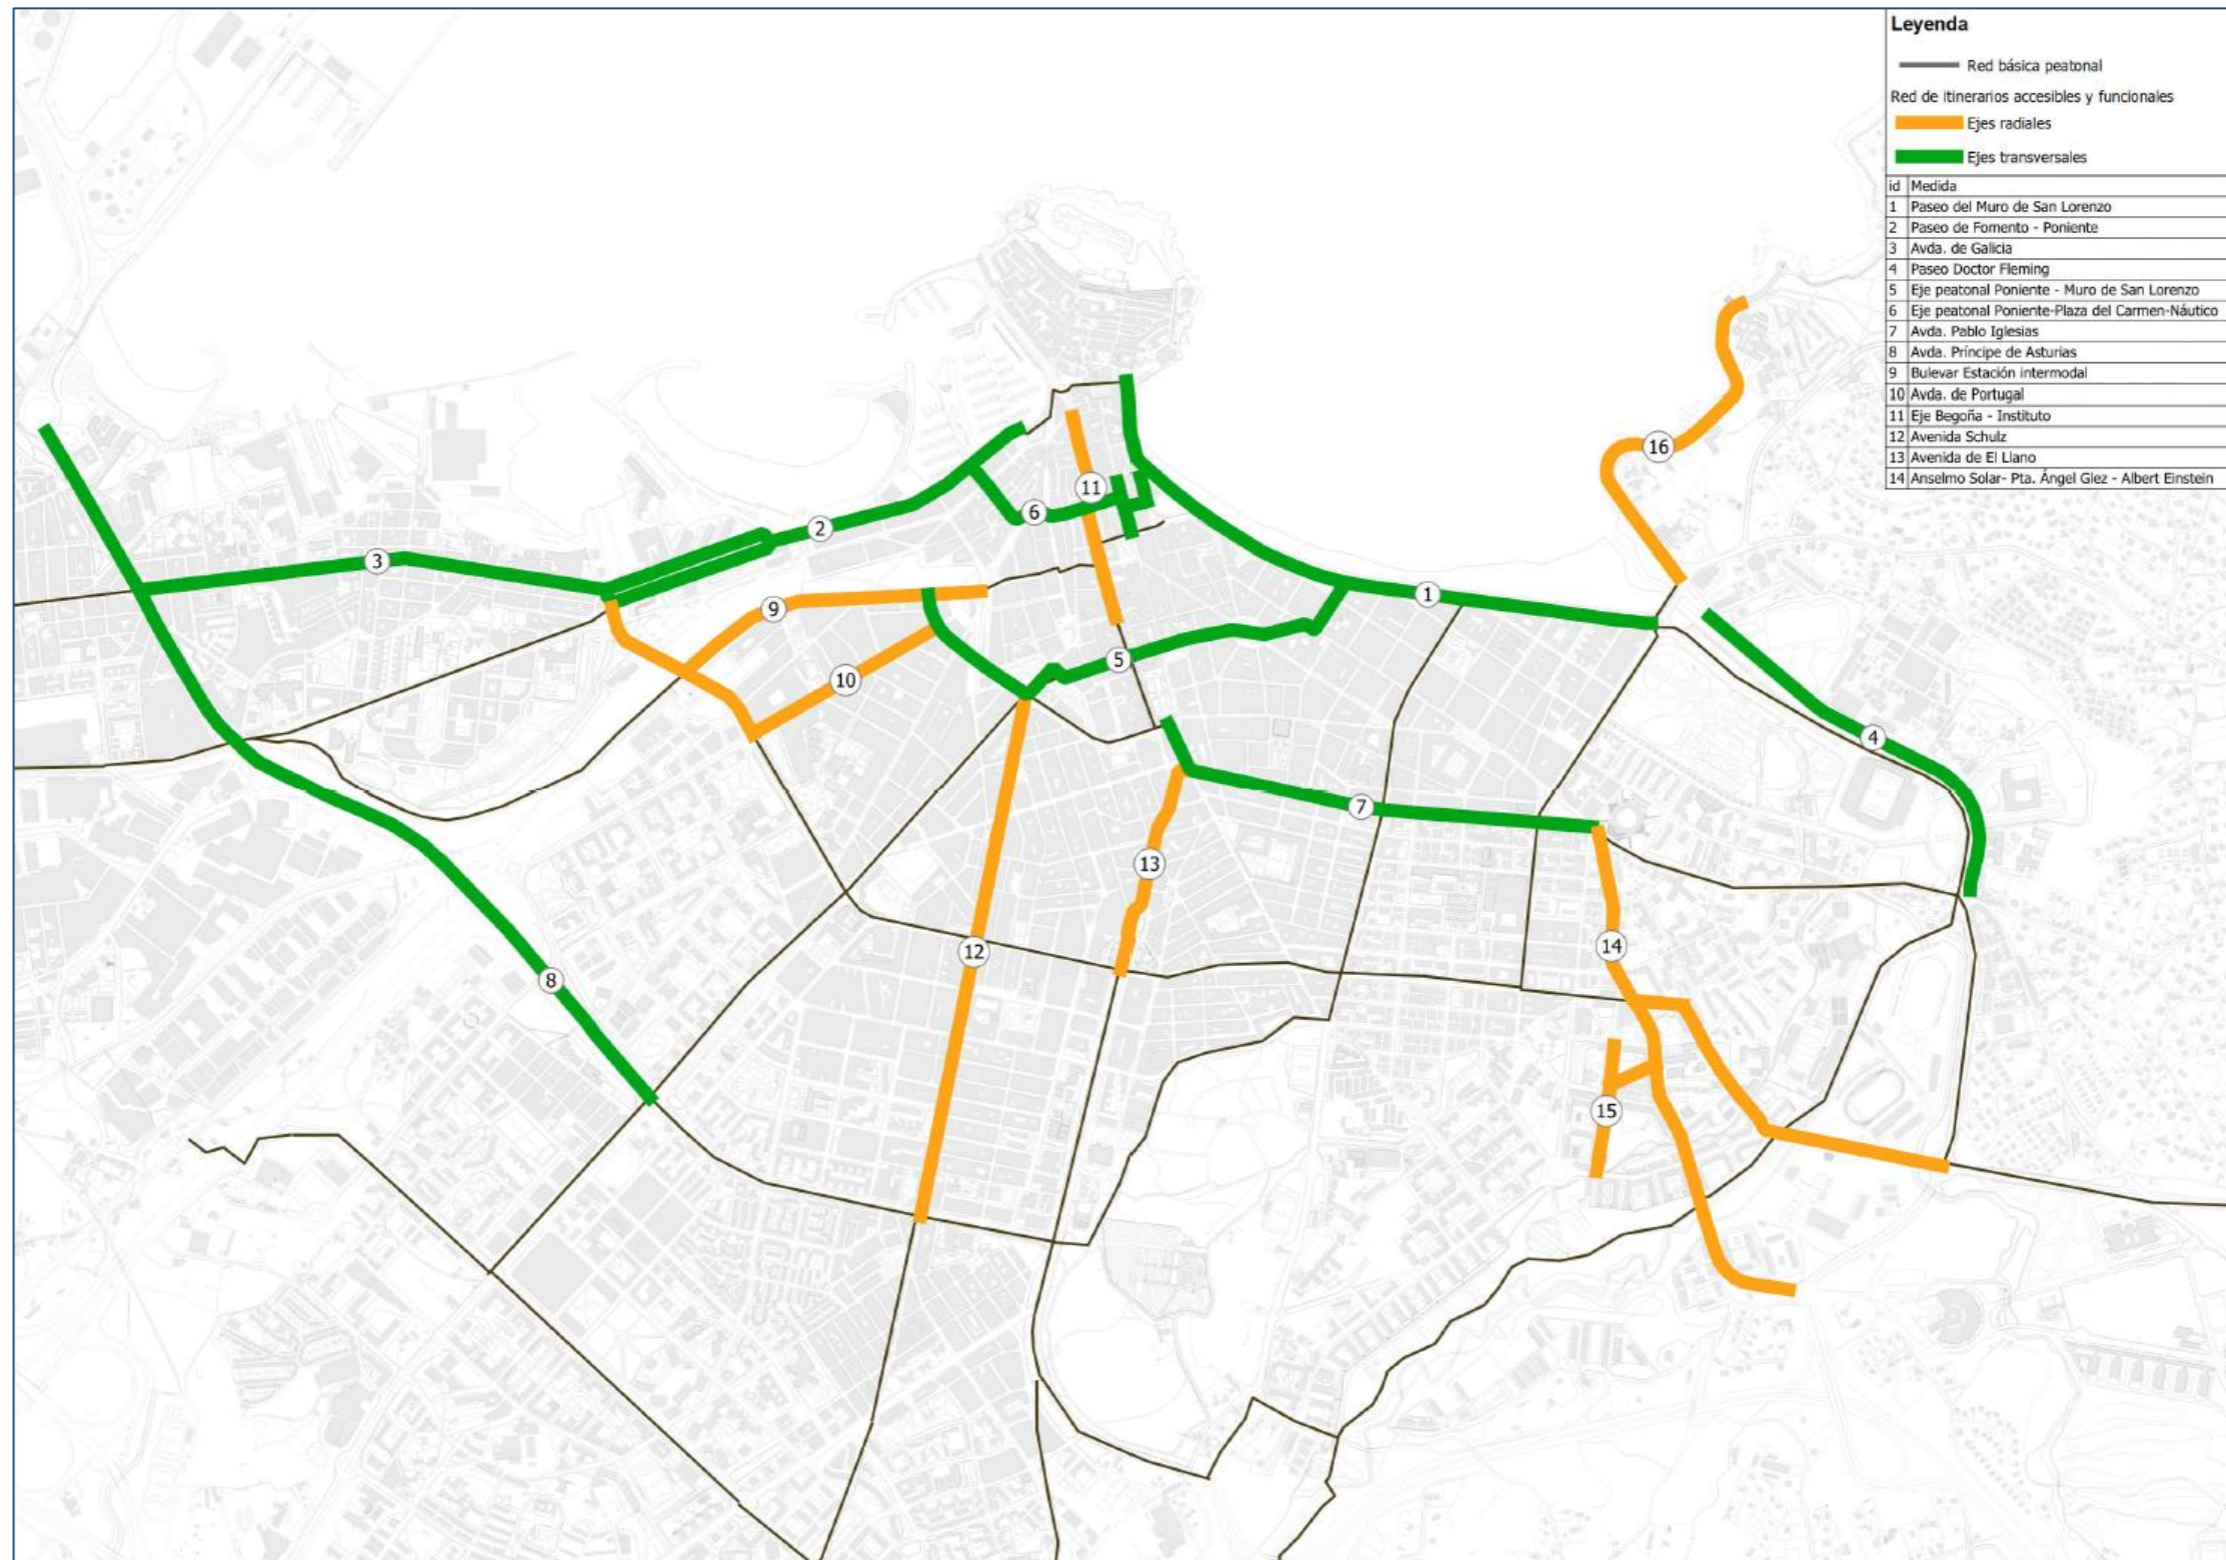 Leyenda
Red básica peatonal
Red de itinerarios accesibles y funcionales
Ejes radiales
Ejes transversales
id Medida
1 Paseo del Muro de San Lorenzo
2 Paseo de Fomento - Poniente
3 Avda. de Galicia
4 Paseo Doctor Fleming
5 Eje peatonal Poniente - Muro de San Lorenzo
6 Eje peatonal Poniente-Plaza del Carmen-Náutico
7 Avda. Pablo Iglesias
8 Avda. Príncipe de Asturias
9 Bulevar Estación intermodal
10 Avda. de Portugal
11 Eje Begoña - Instituto
12 Avenida Schulz
13 Avenida de El Llano
14 Anselmo Solar- Pta. Ángel Glez - Albert Einstein
16
11
6
2
3
9
1
5
10
4
7
13
14
12
8
15